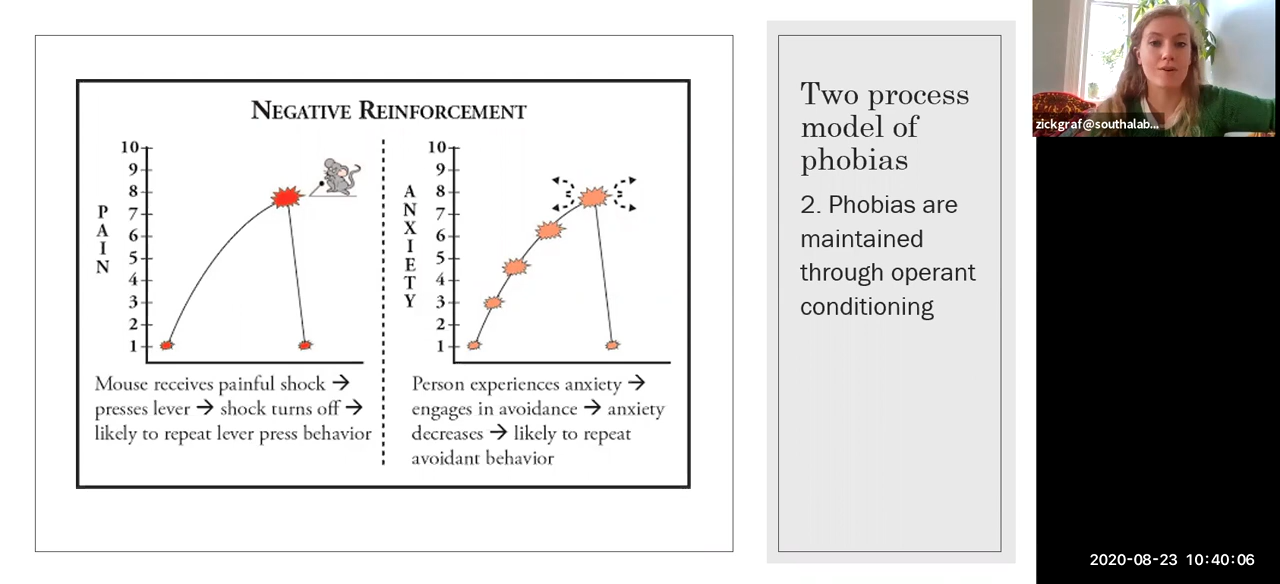 NEGATIVE REINFORCEMENT
10
9
8
7
6
5
4
3
2
1
PAIN
10
9
8
7
6
5
4
3
2
1
ANXIETY
Mouse receives painful shock →
presses lever → shock turns off →
likely to repeat lever press behavior
Person experiences anxiety →
engages in avoidance → anxiety
decreases → likely to repeat
avoidant behavior
Two process
model of
phobias
2. Phobias are
maintained
through operant
conditioning
zickgraf@southalab...
2020-08-23 10:40:06